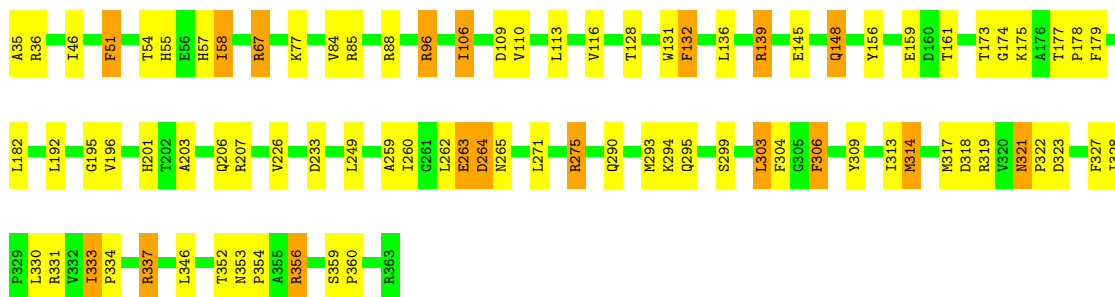 A35 R36 I46 F51 T54 H55 E56 H57 I58 R67 K77 V84 R85 R88 R96 I106 D109 V110 L113 V116 T128 W131 F132 L136 R139 E145 Q148 Y156 E159 D160 T161 T173 G174 K175 A176 T177 P178 F179
L182 L192 G195 V196 H201 T202 A203 Q206 R207 V226 D233 L249 A259 I260 G261 L262 E263 D264 N265 L271 R275 Q290 M293 K294 Q295 S299 L303 F304 G305 F306 Y309 I313 M314 M317 D318 R319 V320 N321 P322 D323 F327
P329 L330 R331 V332 I333 P334 R337 L346 T352 N353 P354 A355 R356 S359 P360 R363